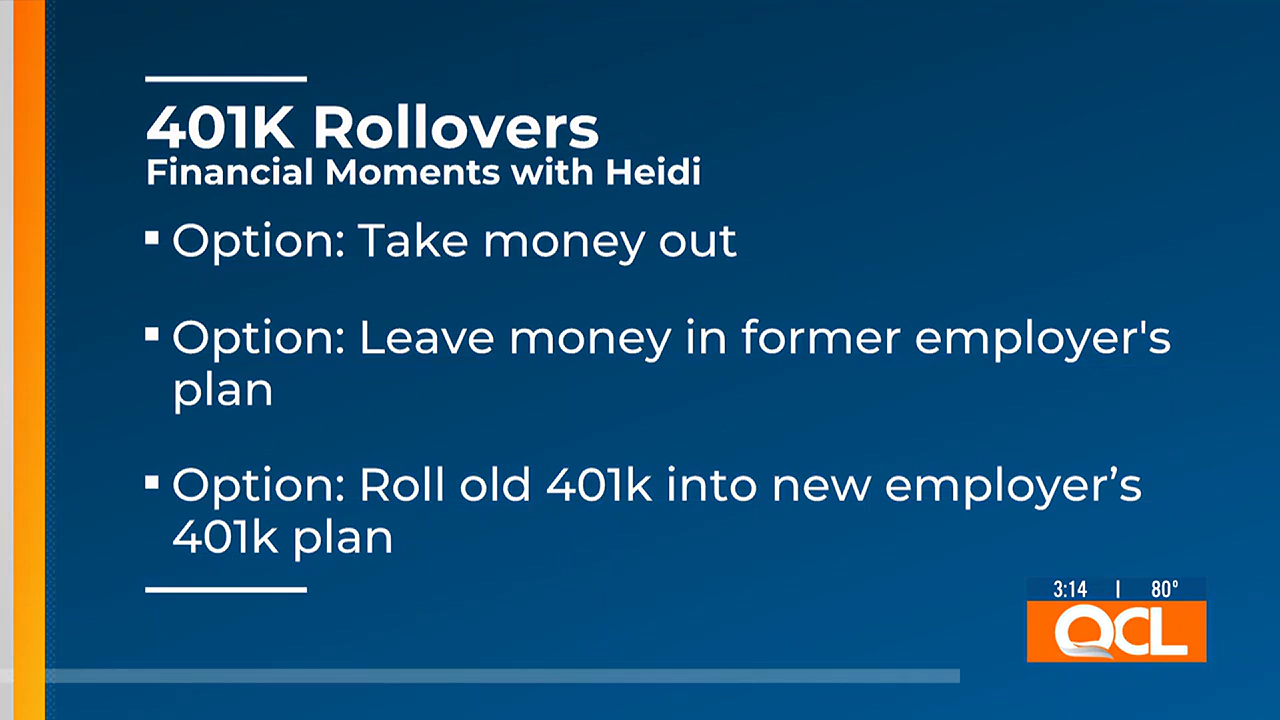 401K Rollovers
Financial Moments with Heidi
▪ Option: Take money out
▪ Option: Leave money in former employer's
plan
▪ Option: Roll old 401k into new employer’s
401k plan
3:14 | 80°
QCL